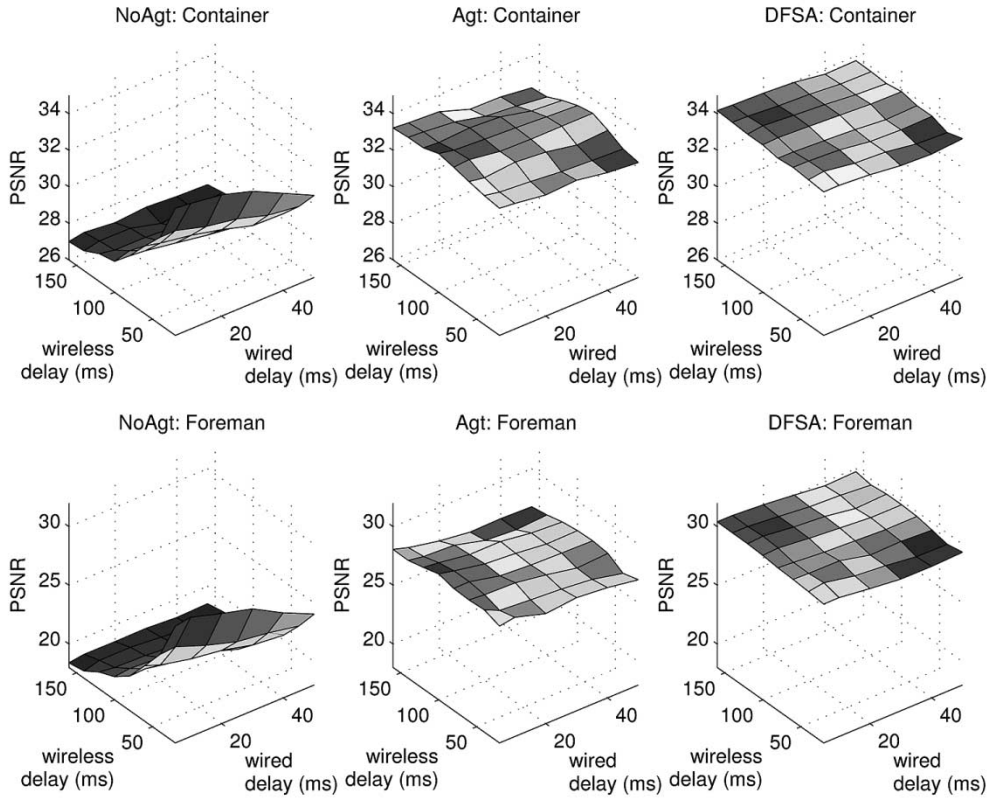 NoAgt: Container
Agt: Container
DFSA: Container
34
32
30
28
26
PSNR
150
100
50
wireless
delay (ms)
20
40
wired
delay (ms)
34
32
30
28
26
PSNR
150
100
50
wireless
delay (ms)
20
40
wired
delay (ms)
34
32
30
28
26
PSNR
150
100
50
wireless
delay (ms)
20
40
wired
delay (ms)
NoAgt: Foreman
Agt: Foreman
DFSA: Foreman
30
25
20
PSNR
150
100
50
wireless
delay (ms)
20
40
wired
delay (ms)
30
25
20
PSNR
150
100
50
wireless
delay (ms)
20
40
wired
delay (ms)
30
25
20
PSNR
150
100
50
wireless
delay (ms)
20
40
wired
delay (ms)